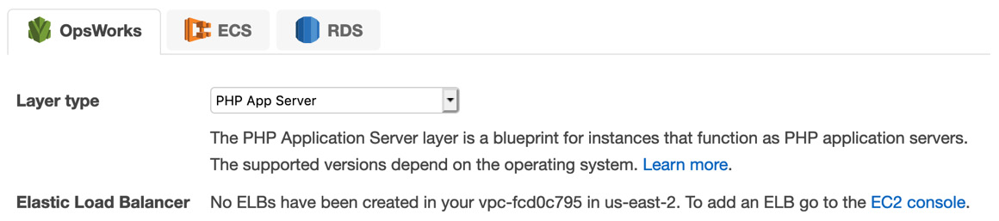 OpsWorks ECS RDS
Layer type PHP App Server
The PHP Application Server layer is a blueprint for instances that function as PHP application servers.
The supported versions depend on the operating system. Learn more.
Elastic Load Balancer No ELBs have been created in your vpc-fcd0c795 in us-east-2. To add an ELB go to the EC2 console.